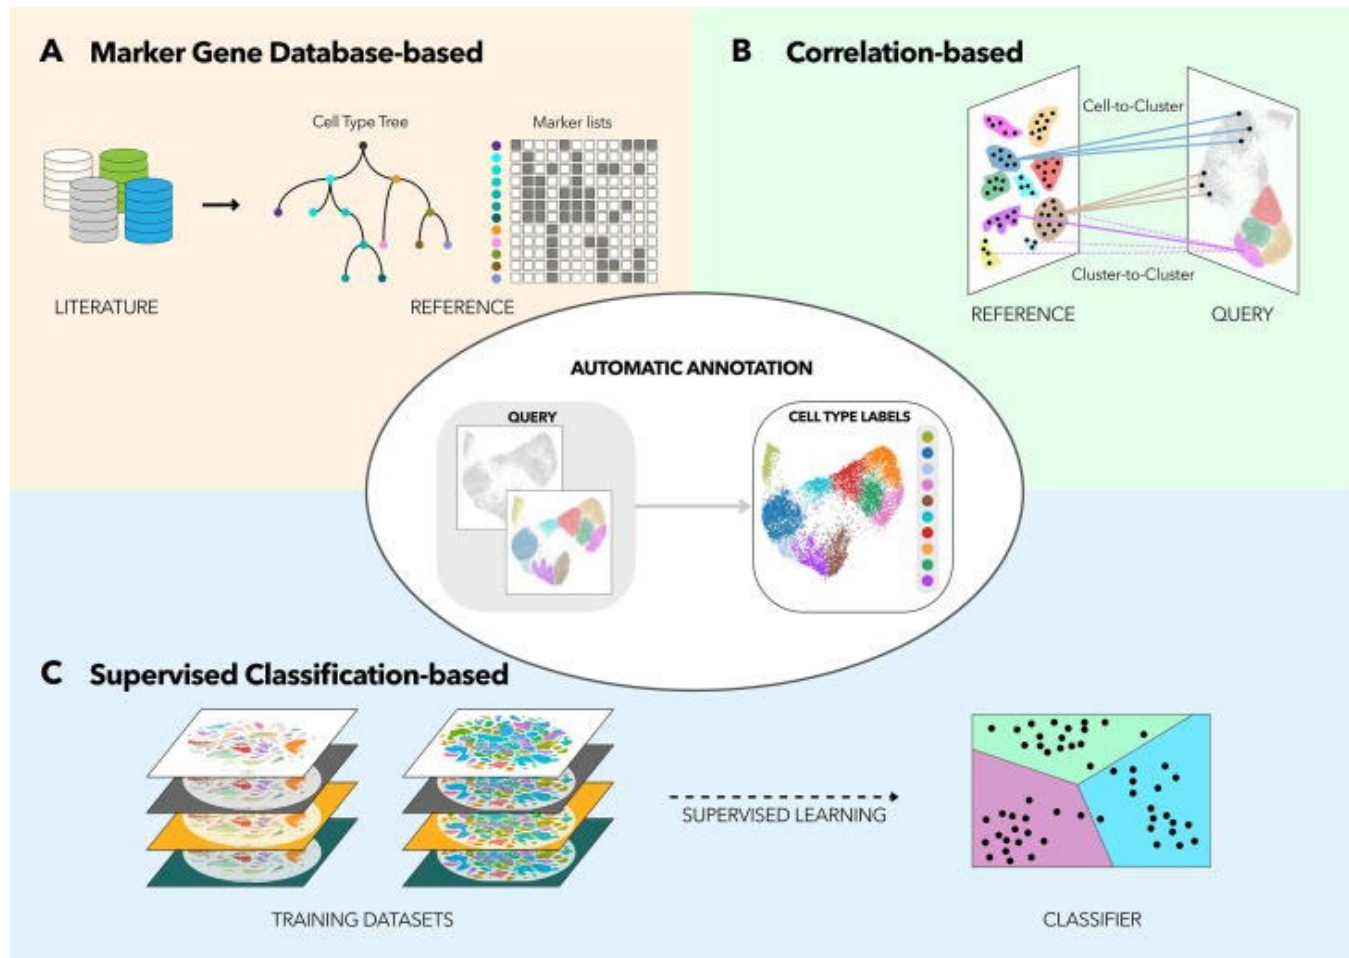 A Marker Gene Database-based
Cell Type Tree
Marker lists
LITERATURE
REFERENCE
B Correlation-based
Cell-to-Cluster
Cluster-to-Cluster
REFERENCE
QUERY
AUTOMATIC ANNOTATION
QUERY
CELL TYPE LABELS
C Supervised Classification-based
SUPERVISED LEARNING
TRAINING DATASETS
CLASSIFIER